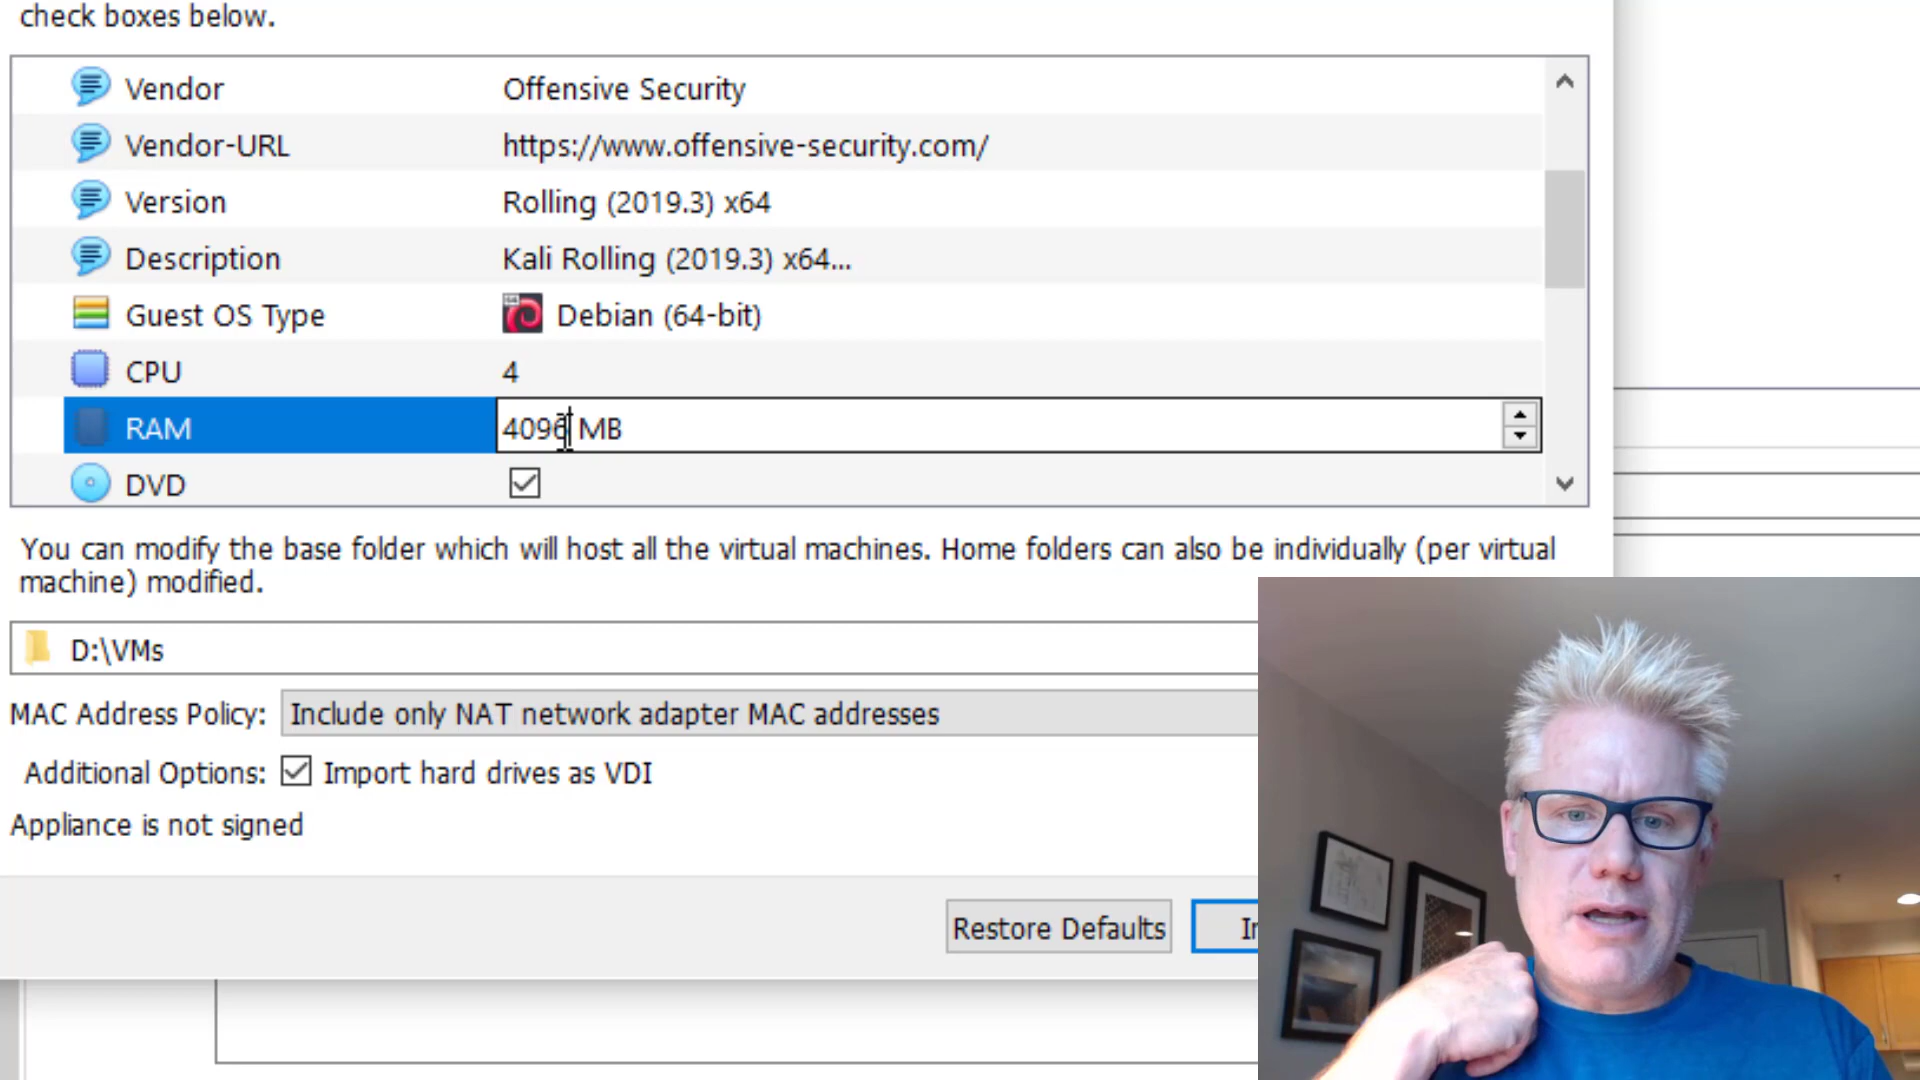 check boxes below.
Vendor Offensive Security
Vendor-URL https://www.offensive-security.com/
Version Rolling (2019.3) x64
Description Kali Rolling (2019.3) x64...
Guest OS Type Debian (64-bit)
CPU 4
RAM 4096 MB
DVD
You can modify the base folder which will host all the virtual machines. Home folders can also be individually (per virtual
machine) modified.
D:\VMs
MAC Address Policy: Include only NAT network adapter MAC addresses
Additional Options: Import hard drives as VDI
Appliance is not signed
Restore Defaults